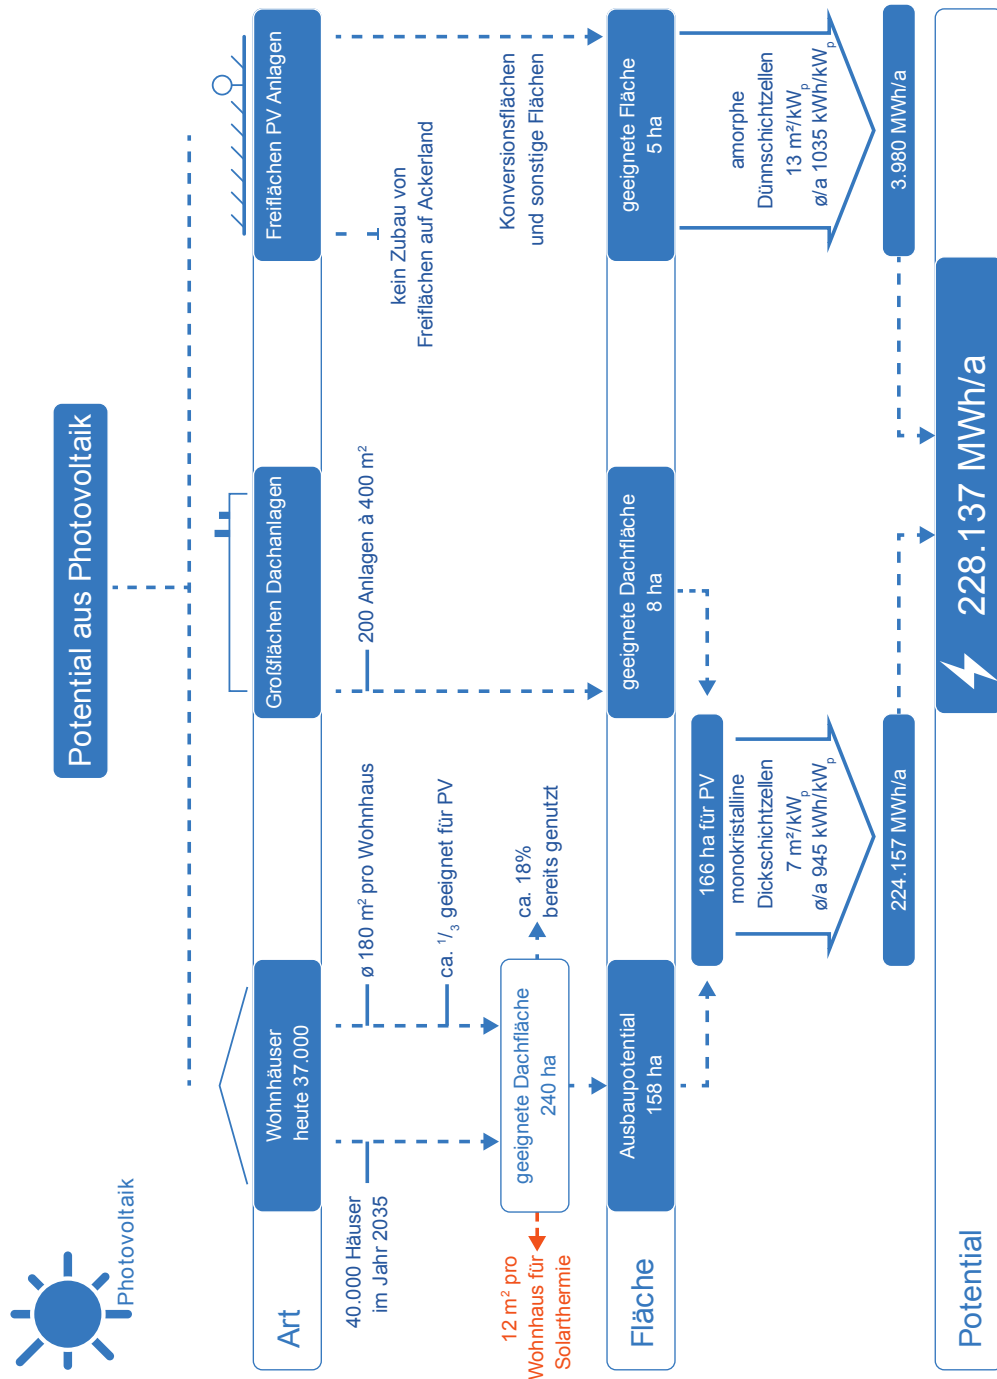 Photovoltaik
Potential aus Photovoltaik
Art
Wohnhäuser
heute 37.000
Großflächen Dachanlagen
Freiflächen PV Anlagen
40.000 Häuser
im Jahr 2035
ø 180 m² pro Wohnhaus
ca. 1/3 geeignet für PV
200 Anlagen à 400 m²
kein Zubau von
Freiflächen auf Ackerland
Konversionsflächen
und sonstige Flächen
12 m² pro
Wohnhaus für
Solarthermie
geeignete Dachfläche
240 ha
ca. 18%
bereits genutzt
Fläche
Ausbaupotential
158 ha
geeignete Dachfläche
8 ha
geeignete Fläche
5 ha
166 ha für PV
monokristalline
Dickschichtzellen
7 m²/kWp
ø/a 945 kWh/kWp
amorphe
Dünnschichtzellen
13 m²/kWp
ø/a 1035 kWh/kWp
224.157 MWh/a
3.980 MWh/a
Potential
228.137 MWh/a